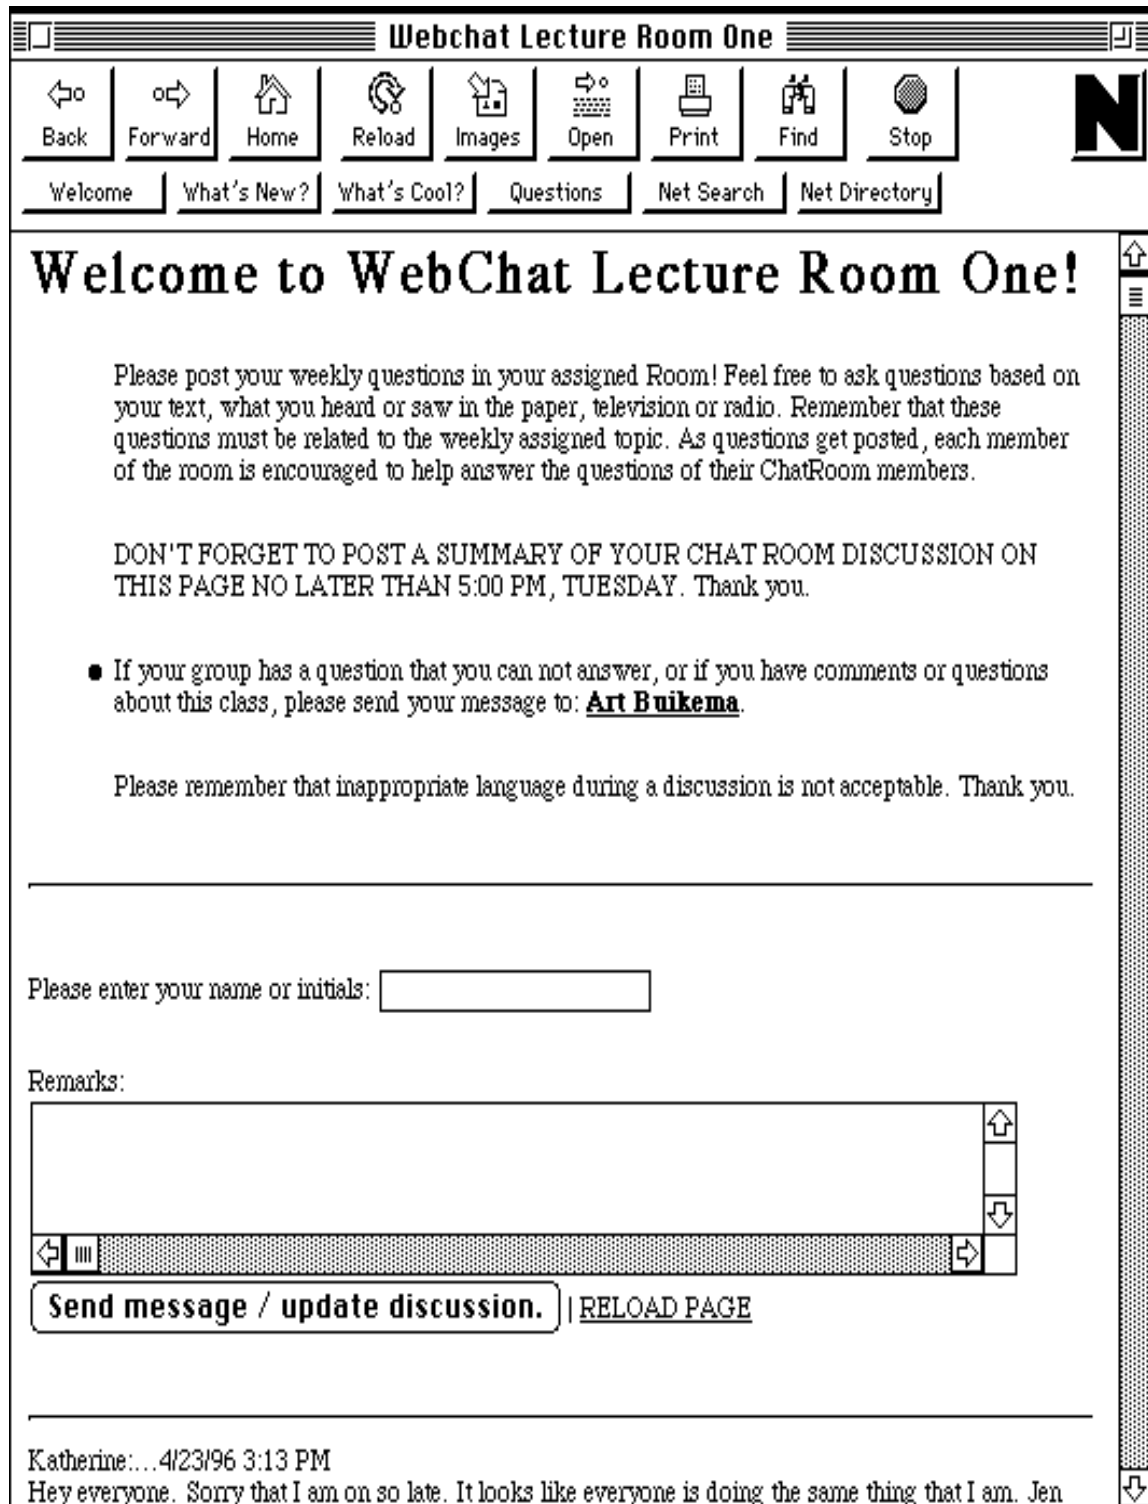 Webchat Lecture Room One
Back Forward Home Reload Images Open Print Find Stop
N
Welcome What's New? What's Cool? Questions Net Search Net Directory
Welcome to WebChat Lecture Room One!
Please post your weekly questions in your assigned Room! Feel free to ask questions based on
your text, what you heard or saw in the paper, television or radio. Remember that these
questions must be related to the weekly assigned topic. As questions get posted, each member
of the room is encouraged to help answer the questions of their ChatRoom members.
DON'T FORGET TO POST A SUMMARY OF YOUR CHAT ROOM DISCUSSION ON
THIS PAGE NO LATER THAN 5:00 PM, TUESDAY. Thank you.
● If your group has a question that you can not answer, or if you have comments or questions
about this class, please send your message to: Art Buikema.
Please remember that inappropriate language during a discussion is not acceptable. Thank you.
Please enter your name or initials:
Remarks:
Send message / update discussion. | RELOAD PAGE
Katherine:...4/23/96 3:13 PM
Hey everyone. Sorry that I am on so late. It looks like everyone is doing the same thing that I am. Jen